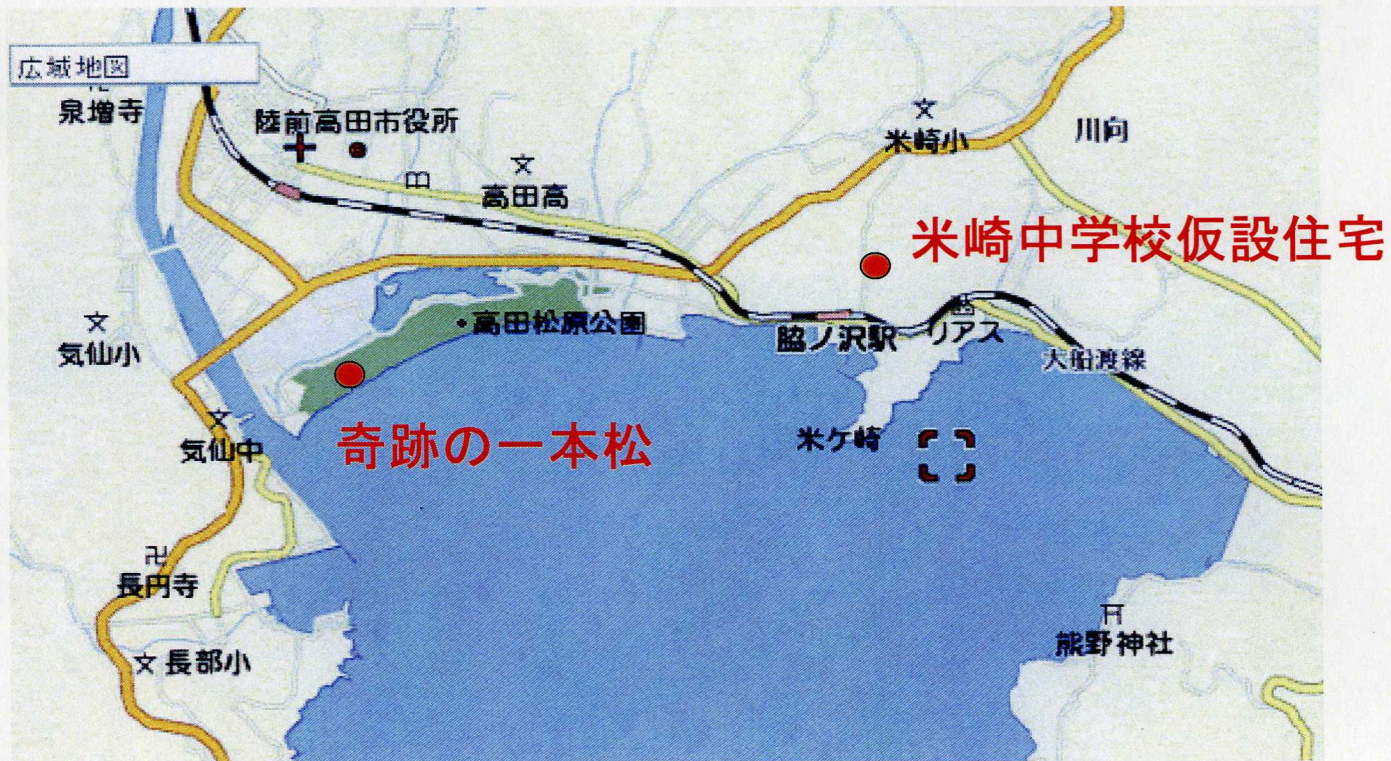 広域地図
泉増寺
陸前高田市役所
高田高
米崎小
川向
米崎中学校仮設住宅
気仙小
高田松原公園
脇ノ沢駅
リアス
大船渡線
奇跡の一本松
気仙中
米ケ崎
長円寺
長部小
熊野神社